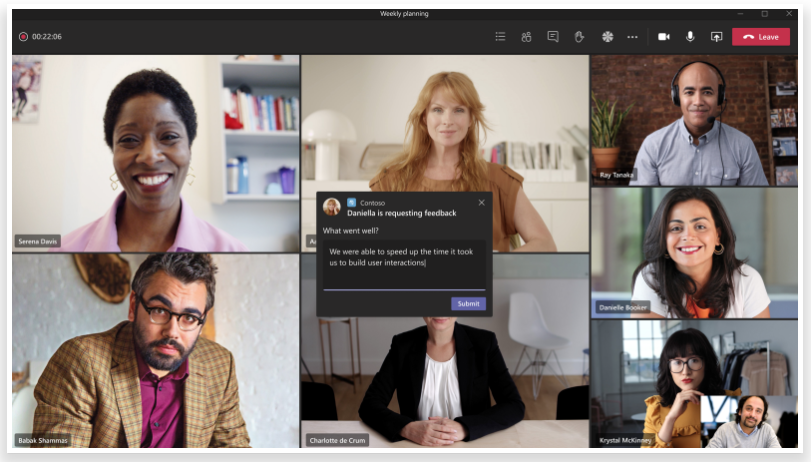 Weekly planning
00:22:06
Leave
Serena Davis
Ray Tanaka
Contoso
Daniella is requesting feedback
What went well?
We were able to speed up the time it took
us to build user interactions
Submit
Danielle Booker
Babak Shammas
Charlotte de Crum
Krystal McKinney